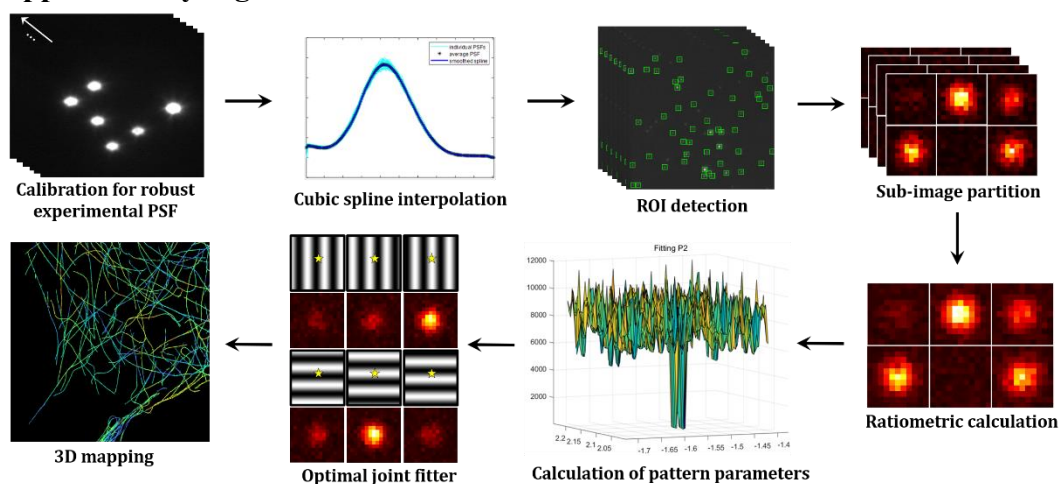 ...
individual PSFs
average PSF
smoothed spline
Calibration for robust
experimental PSF
Cubic spline interpolation
ROI detection
Sub-image partition
Ratiometric calculation
Fitting P2
12000
10000
8000
6000
4000
2000
2.2
2.15
2.1
2.05
-1.7
-1.65
-1.6
-1.55
-1.5
-1.45
-1.4
Calculation of pattern parameters
Optimal joint fitter
3D mapping